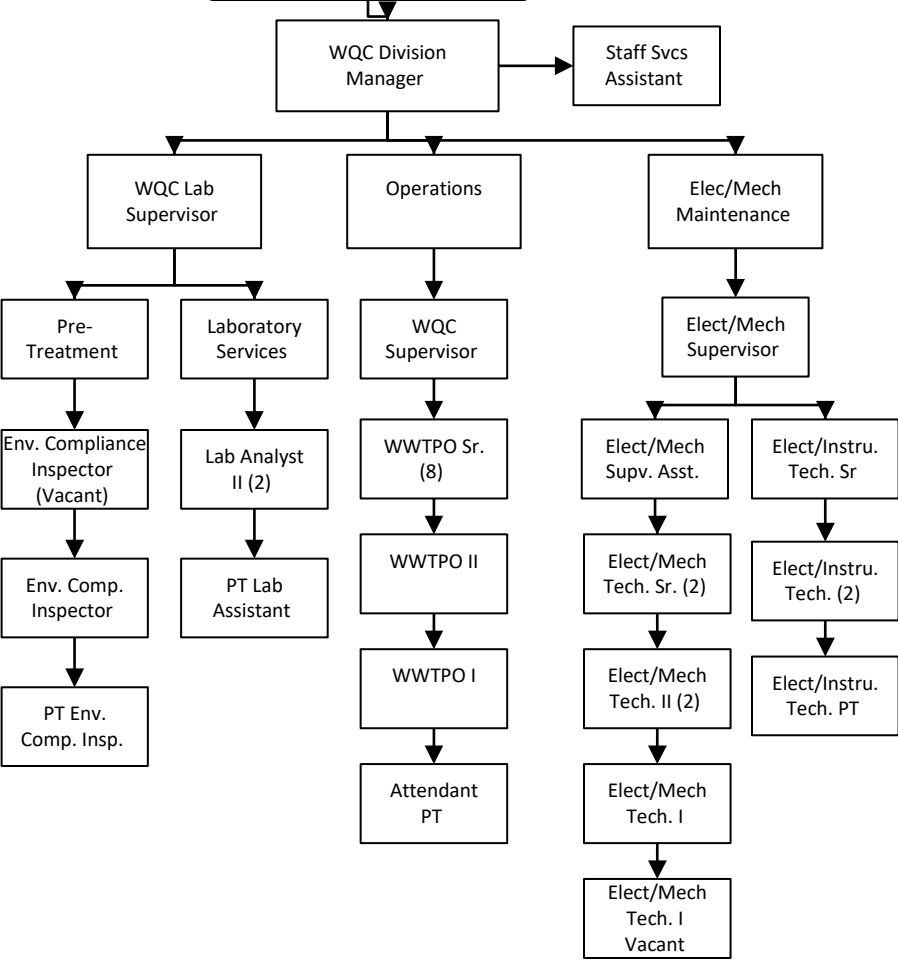 WQC Division
Manager
Staff Svcs
Assistant
WQC Lab
Supervisor
Operations
Elec/Mech
Maintenance
Pre-
Treatment
Laboratory
Services
WQC
Supervisor
Elect/Mech
Supervisor
Env. Compliance
Inspector
(Vacant)
Lab Analyst
II (2)
WWTPO Sr.
(8)
Elect/Mech
Supv. Asst.
Elect/Instru.
Tech. Sr
Env. Comp.
Inspector
PT Lab
Assistant
WWTPO II
Elect/Mech
Tech. Sr. (2)
Elect/Instru.
Tech. (2)
PT Env.
Comp. Insp.
WWTPO I
Elect/Mech
Tech. II (2)
Elect/Instru.
Tech. PT
Attendant
PT
Elect/Mech
Tech. I
Elect/Mech
Tech. I
Vacant